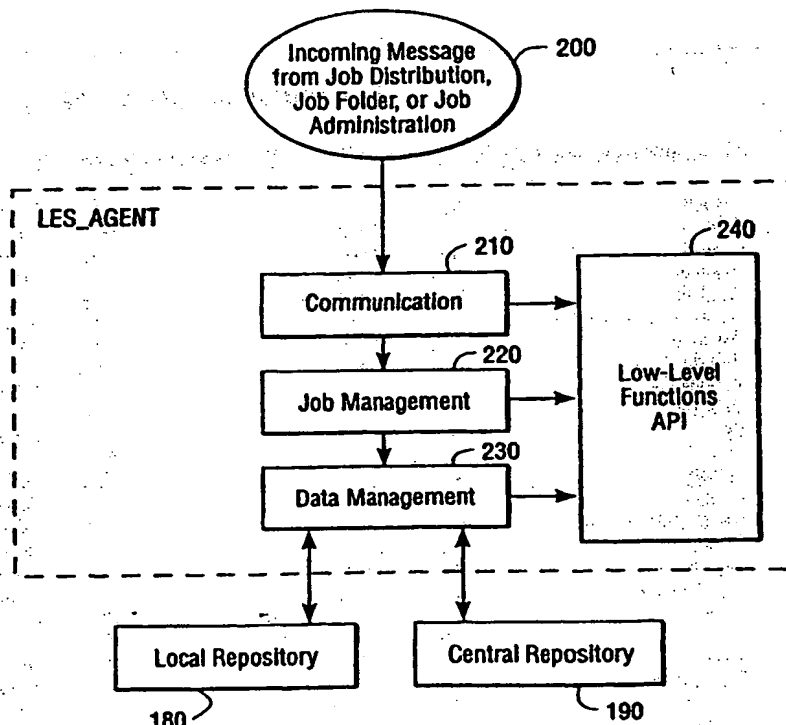 Incoming Message
from Job Distribution,
Job Folder, or Job
Administration
200
LES_AGENT
210
Communication
220
Job Management
230
Data Management
240
Low-Level
Functions
API
Local Repository
180
Central Repository
190